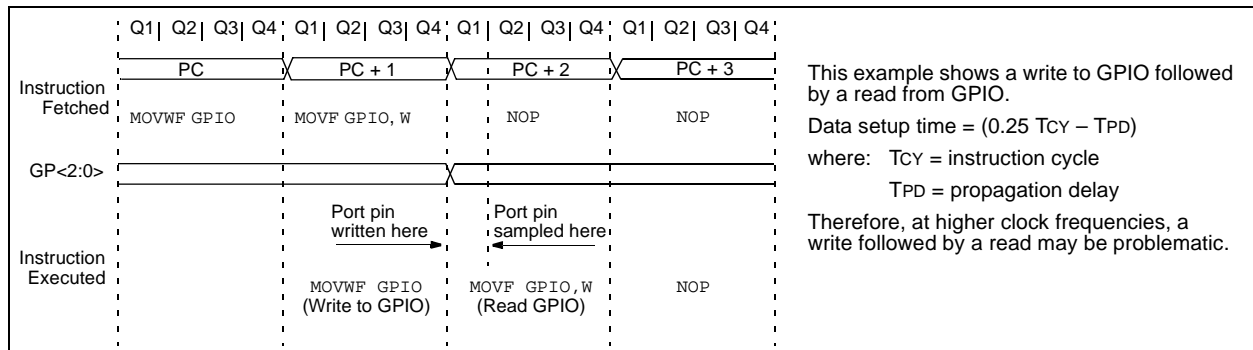 Q1| Q2| Q3| Q4 Q1| Q2| Q3| Q4 Q1| Q2| Q3| Q4 Q1| Q2| Q3| Q4
PC PC + 1 PC + 2 PC + 3
Instruction
Fetched
MOVWF GPIO MOVF GPIO, W NOP NOP
GP<2:0>
Port pin
written here
Port pin
sampled here
Instruction
Executed
MOVWF GPIO
(Write to GPIO)
MOVF GPIO,W
(Read GPIO)
NOP
This example shows a write to GPIO followed
by a read from GPIO.
Data setup time = (0.25 TCY – TPD)
where: TCY = instruction cycle
TPD = propagation delay
Therefore, at higher clock frequencies, a
write followed by a read may be problematic.